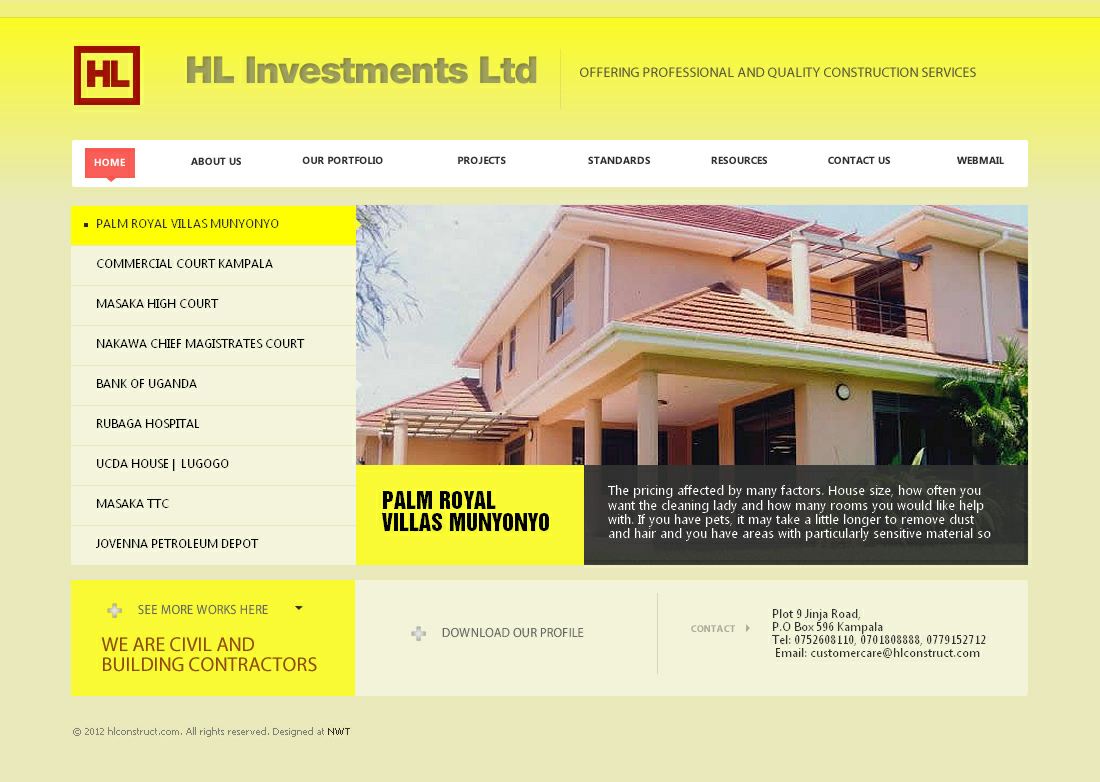 HL
HL Investments Ltd
OFFERING PROFESSIONAL AND QUALITY CONSTRUCTION SERVICES
HOME
ABOUT US
OUR PORTFOLIO
PROJECTS
STANDARDS
RESOURCES
CONTACT US
WEBMAIL
PALM ROYAL VILLAS MUNYONYO
COMMERCIAL COURT KAMPALA
MASAKA HIGH COURT
NAKAWA CHIEF MAGISTRATES COURT
BANK OF UGANDA
RUBAGA HOSPITAL
UCDA HOUSE | LUGOGO
MASAKA TTC
JOVENNA PETROLEUM DEPOT
PALM ROYAL
VILLAS MUNYONYO
The pricing affected by many factors. House size, how often you
want the cleaning lady and how many rooms you would like help
with. If you have pets, it may take a little longer to remove dust
and hair and you have areas with particularly sensitive material so
SEE MORE WORKS HERE
WE ARE CIVIL AND
BUILDING CONTRACTORS
DOWNLOAD OUR PROFILE
CONTACT
Plot 9 Jinja Road,
P.O Box 596 Kampala
Tel: 0752608110, 0701808888, 0779152712
Email: customercare@hlconstruct.com
© 2012 hlconstruct.com. All rights reserved. Designed at NWT